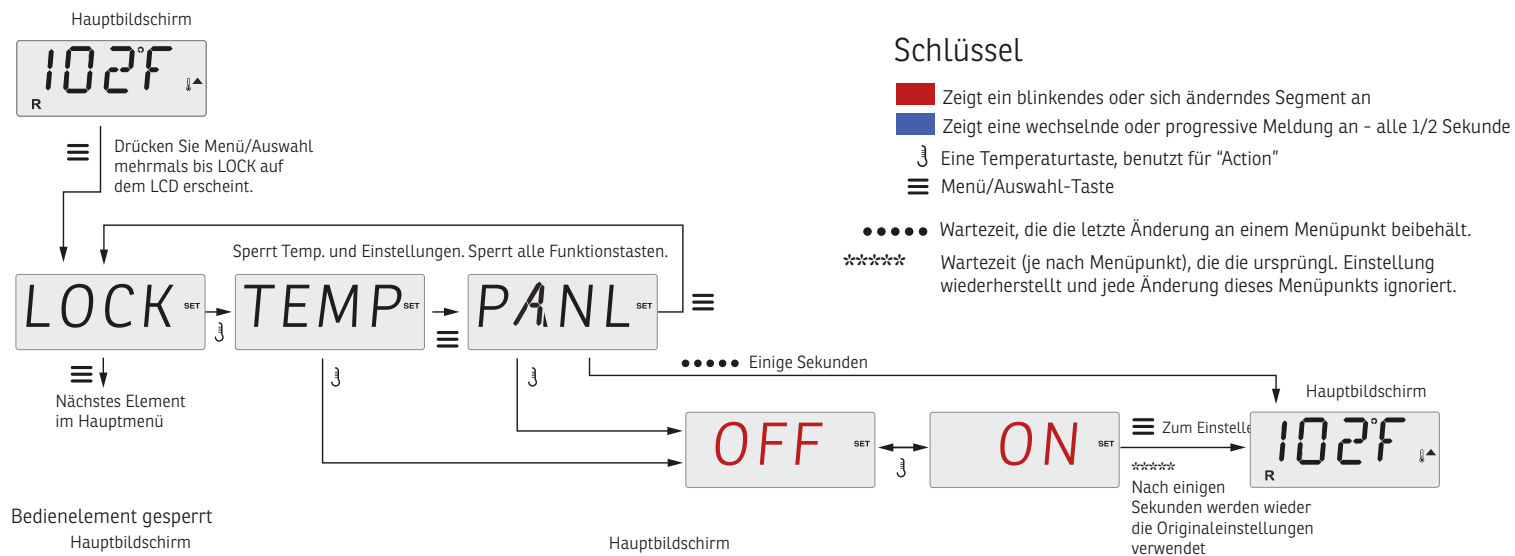 Hauptbildschirm
102°F
R
Drücken Sie Menü/Auswahl
mehrmals bis LOCK auf
dem LCD erscheint.
Schlüssel
Zeigt ein blinkendes oder sich änderndes Segment an
Zeigt eine wechselnde oder progressive Meldung an - alle 1/2 Sekunde
Eine Temperaturtaste, benutzt für "Action"
Menü/Auswahl-Taste
••••• Wartezeit, die die letzte Änderung an einem Menüpunkt beibehält.
***** Wartezeit (je nach Menüpunkt), die die ursprüngl. Einstellung
wiederherstellt und jede Änderung dieses Menüpunkts ignoriert.
Sperrt Temp. und Einstellungen. Sperrt alle Funktionstasten.
LOCK SET
TEMP SET
PANL SET
Nächstes Element
im Hauptmenü
••••• Einige Sekunden
OFF SET
ON SET
Zum Einstelle
*****
Nach einigen
Sekunden werden wieder
die Originaleinstellungen
verwendet
Hauptbildschirm
102°F
R
Bedienelement gesperrt
Hauptbildschirm
Hauptbildschirm